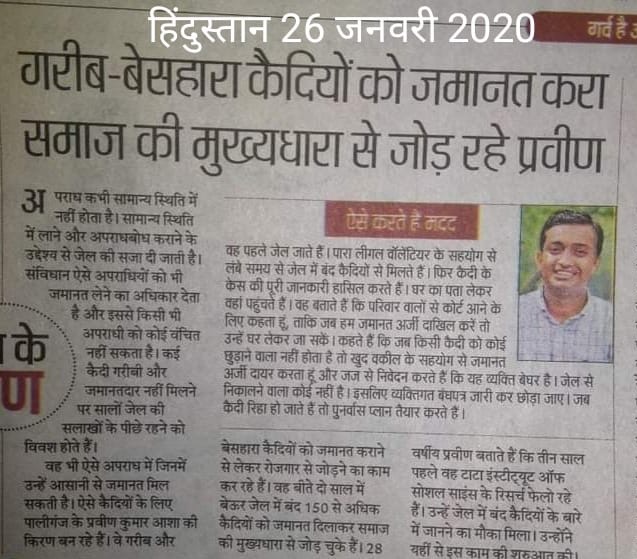 हिंदुस्तान 26 जनवरी 2020
गर्व है
गरीब-बेसहारा कैदियों को जमानत करा
समाज की मुख्यधारा से जोड़ रहे प्रवीण
अपराध कभी सामान्य स्थिति में
नहीं होता है। सामान्य स्थिति
में लाने और अपराधबोध कराने के
उद्देश्य से जेल की सजा दी जाती है।
संविधान ऐसे अपराधियों को भी
जमानत लेने का अधिकार देता
है और इससे किसी भी
अपराधी को कोई वंचित
नहीं सकता है। कई
कैदी गरीबी और
जमानतदार नहीं मिलने
पर सालों जेल की
सलाखों के पीछे रहने को
विवश होते हैं।
वह भी ऐसे अपराध में जिनमें
उन्हें आसानी से जमानत मिल
सकती है। ऐसे कैदियों के लिए
पालीगंज के प्रवीण कुमार आशा की
किरण बन रहे हैं। वे गरीब और
के
ण
ऐसे करते है मदद
वह पहले जेल जाते हैं। पारा लीगल वॉलेंटियर के सहयोग से
लंबे समय से जेल में बंद कैदियों से मिलते हैं। फिर कैदी के
केस की पूरी जानकारी हासिल करते हैं। घर का पता लेकर
वहां पहुंचते हैं। वह बताते हैं कि परिवार वालों से कोर्ट आने के
लिए कहता हूं, ताकि जब हम जमानत अर्जी दाखिल करें तो
उन्हें घर लेकर जा सकें। कहते हैं कि जब किसी कैदी को कोई
छुड़ाने वाला नहीं होता है तो खुद वकील के सहयोग से जमानत
अर्जी दायर करता हूं और जज से निवेदन करते हैं कि यह व्यक्ति बेघर है। जेल से
निकालने वाला कोई नहीं है। इसलिए व्यक्तिगत बंधपत्र जारी कर छोड़ा जाए। जब
कैदी रिहा हो जाते हैं तो पुनर्वास प्लान तैयार करते हैं।
बेसहारा कैदियों को जमानत कराने
से लेकर रोजगार से जोड़ने का काम
कर रहे हैं। वह बीते दो साल में
बेऊर जेल में बंद 150 से अधिक
कैदियों को जमानत दिलाकर समाज
की मुख्यधारा से जोड़ चुके हैं। 28
वर्षीय प्रवीण बताते हैं कि तीन साल
पहले वह टाटा इंस्टीट्यूट ऑफ
सोशल साइंस के रिसर्च फेलो रहे
हैं। उन्हें जेल में बंद कैदियों के बारे
में जानने का मौका मिला। उन्होंने
यहीं से इस काम की शुरुआत की।